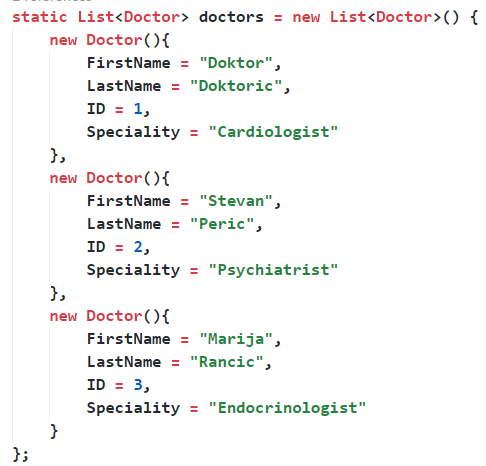 static List<Doctor> doctors = new List<Doctor>() {
new Doctor(){
FirstName = "Doktor",
LastName = "Doktoric",
ID = 1,
Speciality = "Cardiologist"
},
new Doctor(){
FirstName = "Stevan",
LastName = "Peric",
ID = 2,
Speciality = "Psychiatrist"
},
new Doctor(){
FirstName = "Marija",
LastName = "Rancic",
ID = 3,
Speciality = "Endocrinologist"
}
};